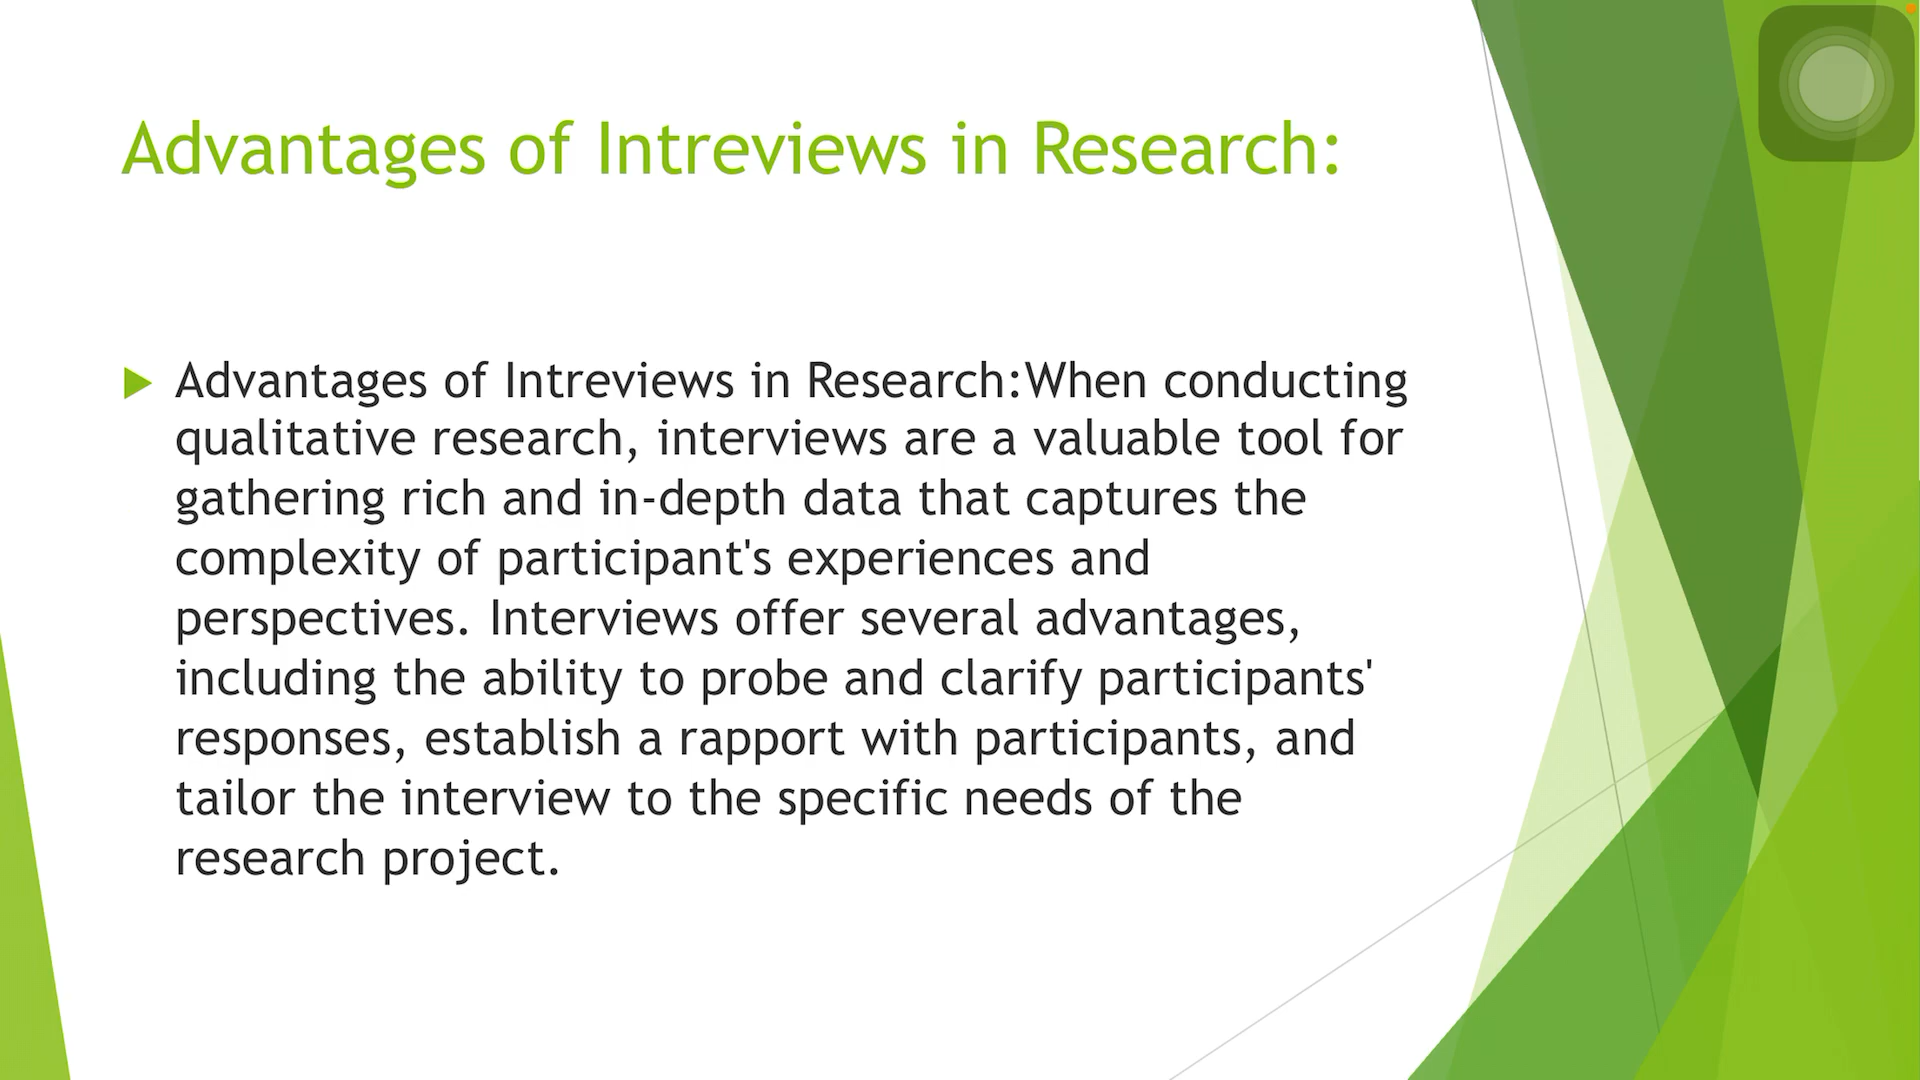 Advantages of Intreviews in Research:
Advantages of Intreviews in Research:When conducting
qualitative research, interviews are a valuable tool for
gathering rich and in-depth data that captures the
complexity of participant's experiences and
perspectives. Interviews offer several advantages,
including the ability to probe and clarify participants'
responses, establish a rapport with participants, and
tailor the interview to the specific needs of the
research project.